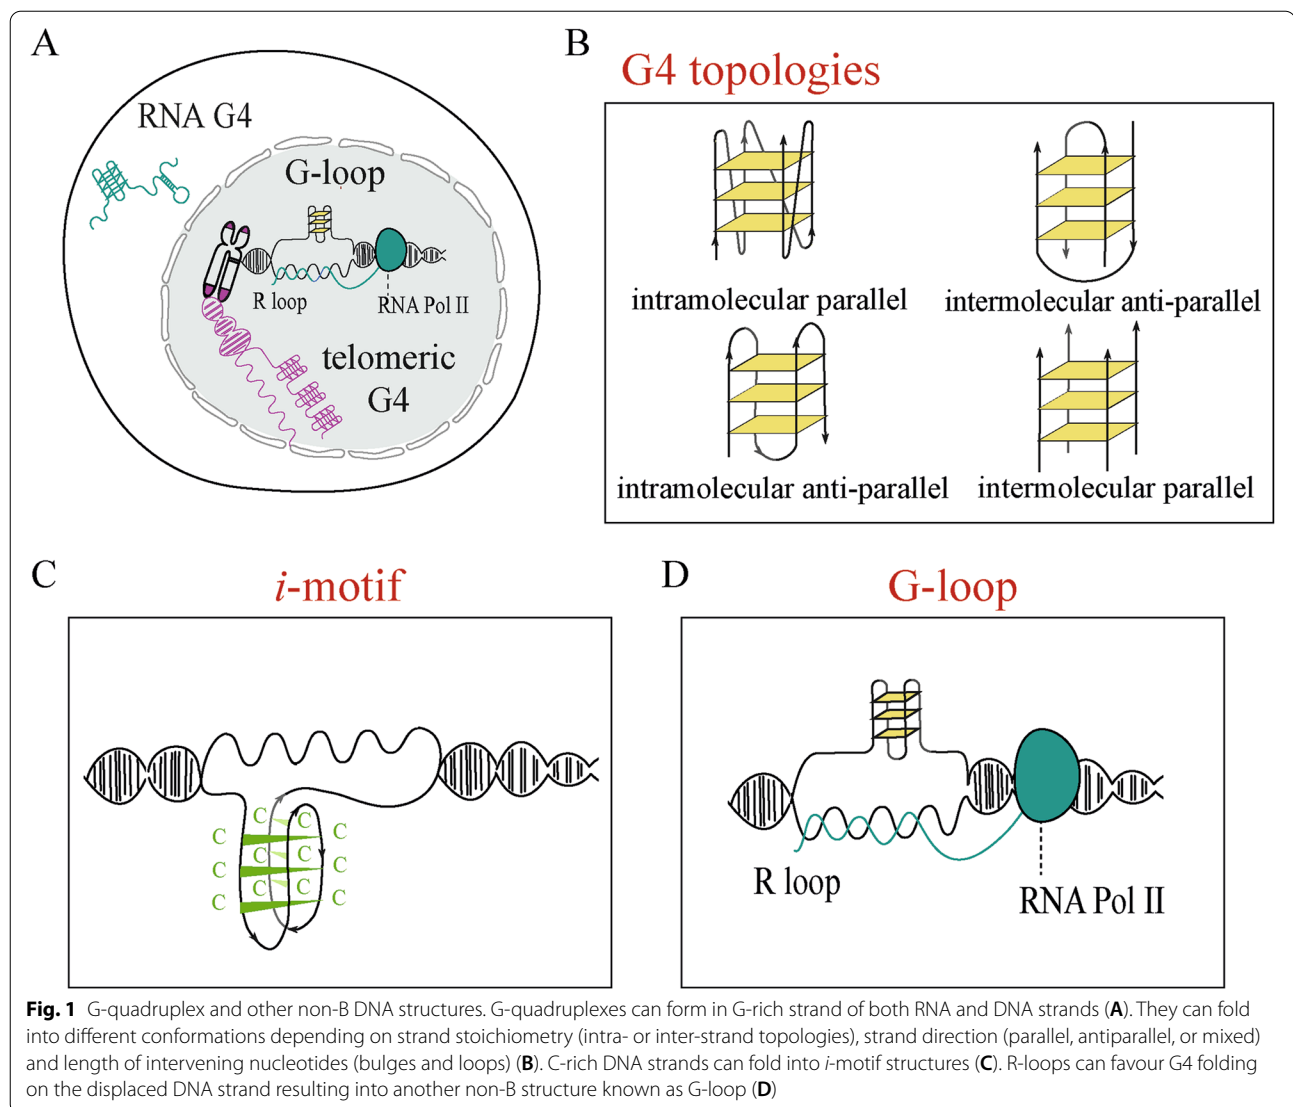 A
RNA G4
G-loop
R loop
RNA Pol II
telomeric
G4
B
G4 topologies
intramolecular parallel
intermolecular anti-parallel
intramolecular anti-parallel
intermolecular parallel
C
i-motif
C C C C
C C C C
C C C C
D
G-loop
R loop
RNA Pol II
Fig. 1 G-quadruplex and other non-B DNA structures. G-quadruplexes can form in G-rich strand of both RNA and DNA strands (A). They can fold
into different conformations depending on strand stoichiometry (intra- or inter-strand topologies), strand direction (parallel, antiparallel, or mixed)
and length of intervening nucleotides (bulges and loops) (B). C-rich DNA strands can fold into i-motif structures (C). R-loops can favour G4 folding
on the displaced DNA strand resulting into another non-B structure known as G-loop (D)